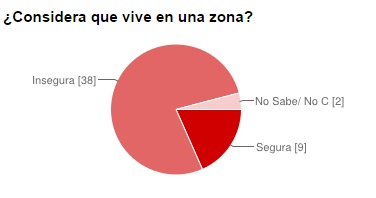 ¿Considera que vive en una zona?
Insegura [38]
No Sabe/ No C [2]
Segura [9]